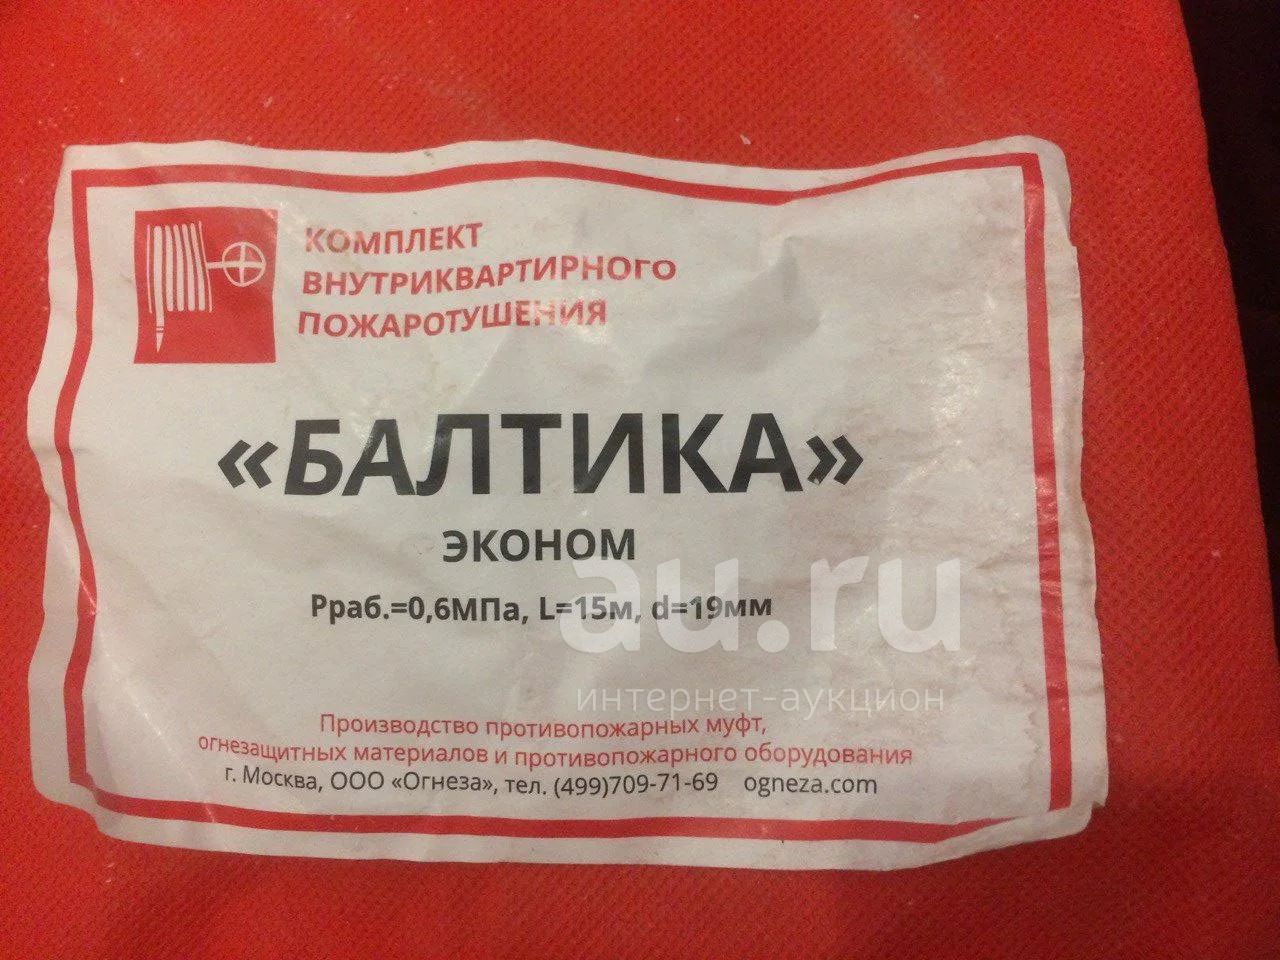 КОМПЛЕКТ
ВНУТРИКВАРТИРНОГО
ПОЖАРОТУШЕНИЯ
«БАЛТИКА»
ЭКОНОМ
Рраб.=0,6МПа, L=15м, d=19мм
au.ru
интернет-аукцион
Производство противопожарных муфт,
огнезащитных материалов и противопожарного оборудования
г. Москва, ООО «Огнеза», тел. (499)709-71-69 ogneza.com